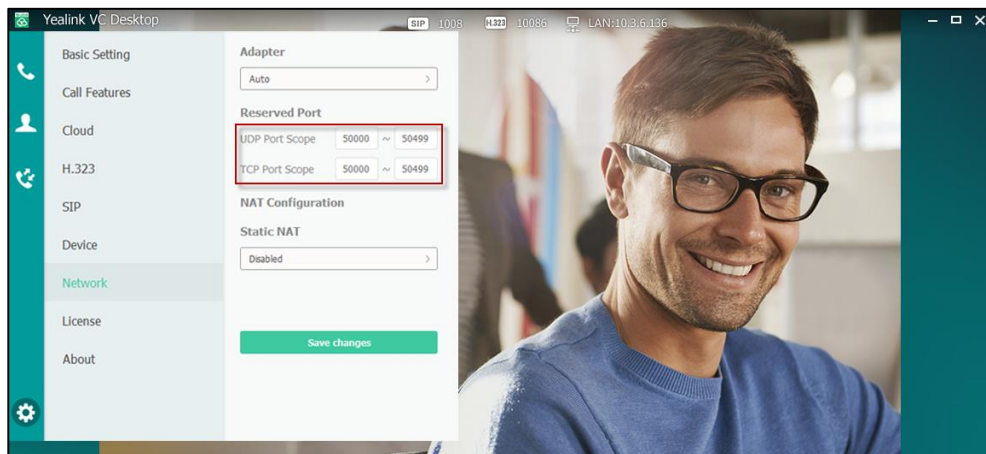 Yealink VC Desktop
SIP 1008 H.323 10086 LAN:10.3.6.136
Basic Setting
Call Features
Cloud
H.323
SIP
Device
Network
License
About
Adapter
Auto
Reserved Port
UDP Port Scope 50000 ~ 50499
TCP Port Scope 50000 ~ 50499
NAT Configuration
Static NAT
Disabled
Save changes